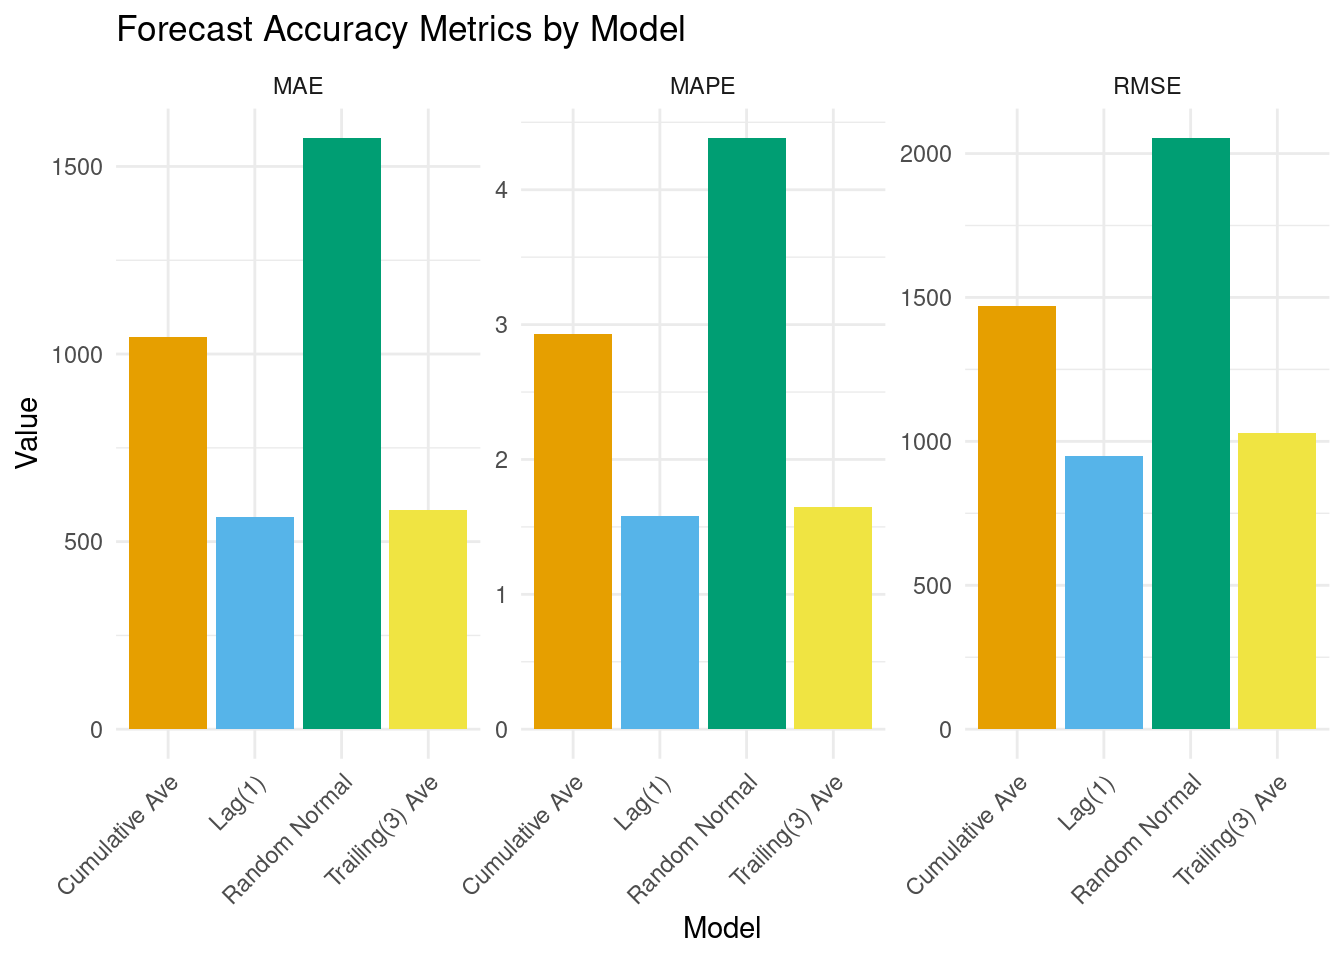 Forecast Accuracy Metrics by Model
MAE
MAPE
RMSE
Value
1500
1000
500
0
4
3
2
1
0
2000
1500
1000
500
0
Cumulative Ave
Lag(1)
Random Normal
Trailing(3) Ave
Cumulative Ave
Lag(1)
Random Normal
Trailing(3) Ave
Cumulative Ave
Lag(1)
Random Normal
Trailing(3) Ave
Model